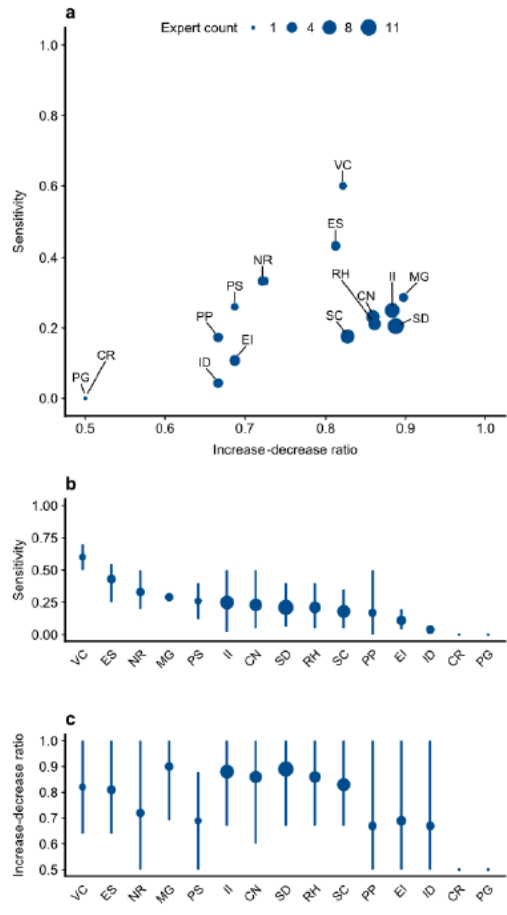 a
Expert count 1 4 8 11
1.0
0.8
0.6
0.4
0.2
0.0
Sensitivity
VC
ES
NR
RH
II
MG
PS
CN
PP
SC
SD
EI
ID
CR
PG
0.5 0.6 0.7 0.8 0.9 1.0
Increase-decrease ratio
b
1.00
0.75
0.50
0.25
0.00
Sensitivity
VC ES NR MG PS II CN SD RH SC PP EI ID CR PG
c
1.0
0.9
0.8
0.7
0.6
0.5
Increase-decrease ratio
VC ES NR MG PS II CN SD RH SC PP EI ID CR PG